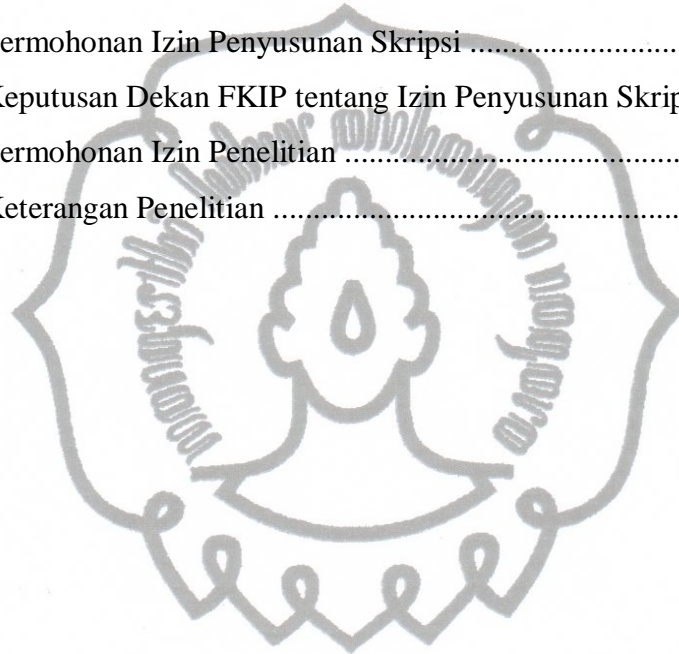 ermohonan Izin Penyusunan Skripsi ........................
Keputusan Dekan FKIP tentang Izin Penyusunan Skrip
ermohonan Izin Penelitian .......................................
Keterangan Penelitian ...............................................